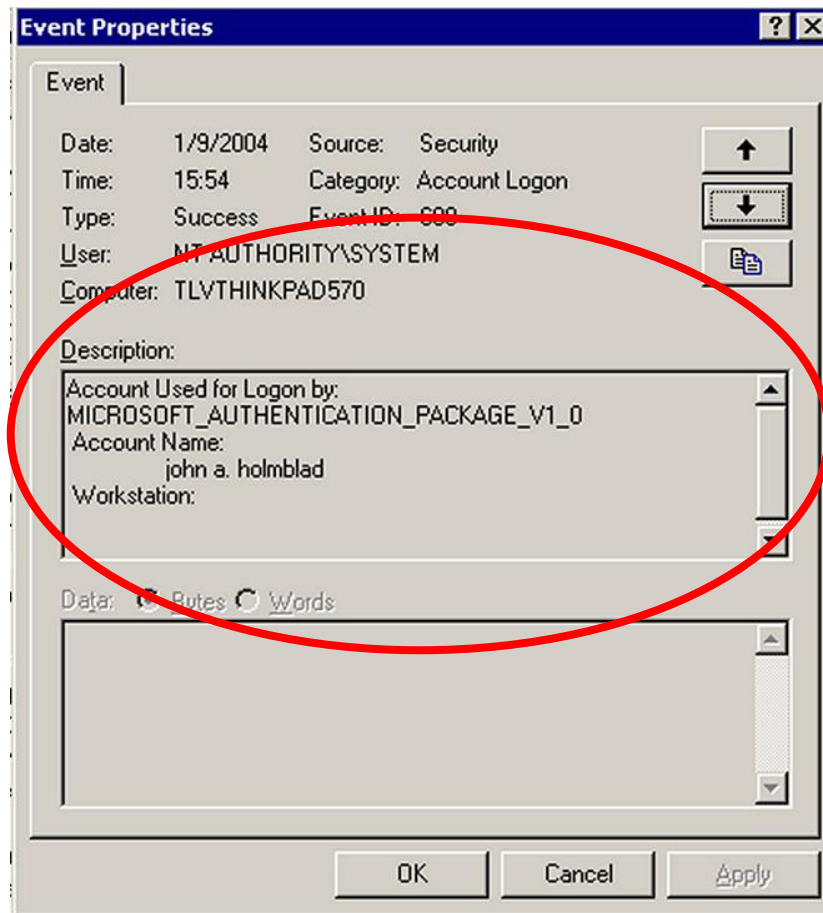 Event Properties
Event
Date: 1/9/2004 Source: Security
Time: 15:54 Category: Account Logon
Type: Success Event ID:
User: NT AUTHORITY\SYSTEM
Computer: TLVTHINKPAD570
Description:
Account Used for Logon by:
MICROSOFT_AUTHENTICATION_PACKAGE_V1_0
Account Name:
john a. holmblad
Workstation:
Data: Bytes Words
OK Cancel Apply